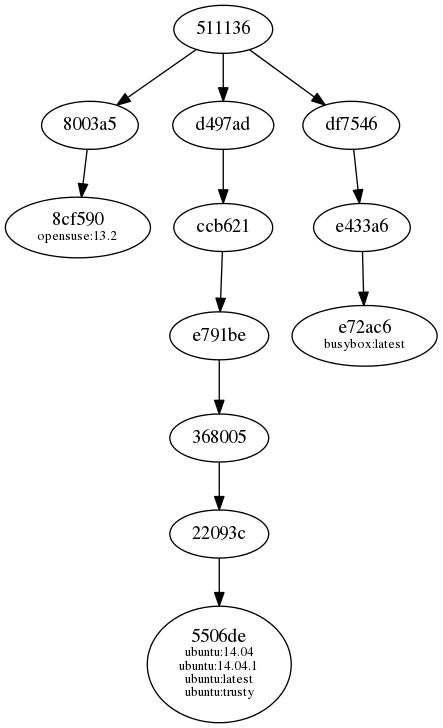 511136
8003a5
d497ad
df7546
8cf590
opensuse:13.2
ccb621
e433a6
e791be
e72ac6
busybox:latest
368005
22093c
5506de
ubuntu:14.04
ubuntu:14.04.1
ubuntu:latest
ubuntu:trusty